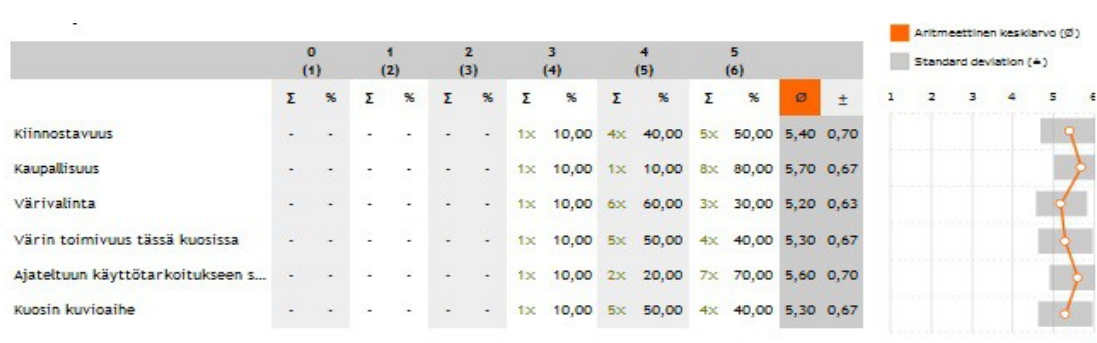 Aritmeettinen keskiarvo (Ø)
Standard deviation (±)
0 1 2 3 4 5
(1) (2) (3) (4) (5) (6)
Σ % Σ % Σ % Σ % Σ % Σ % Ø ± 1 2 3 4 5 6
Kiinnostavuus - - - - - - 1x 10,00 4x 40,00 5x 50,00 5,40 0,70
Kaupallisuus - - - - - - 1x 10,00 1x 10,00 8x 80,00 5,70 0,67
Värivalinta - - - - - - 1x 10,00 6x 60,00 3x 30,00 5,20 0,63
Värin toimivuus tässä kuosissa - - - - - - 1x 10,00 5x 50,00 4x 40,00 5,30 0,67
Ajateltuun käyttötarkoitukseen s... - - - - - - 1x 10,00 2x 20,00 7x 70,00 5,60 0,70
Kuosin kuvioaihe - - - - - - 1x 10,00 5x 50,00 4x 40,00 5,30 0,67